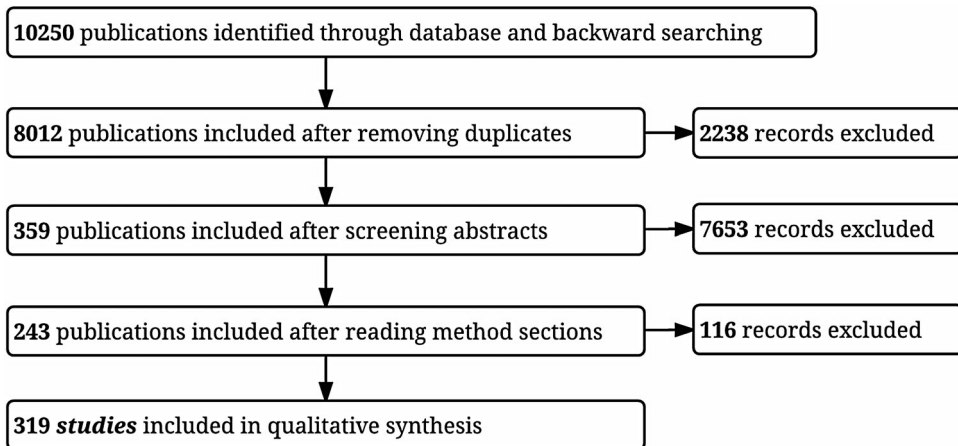 10250 publications identified through database and backward searching
8012 publications included after removing duplicates
2238 records excluded
359 publications included after screening abstracts
7653 records excluded
243 publications included after reading method sections
116 records excluded
319 studies included in qualitative synthesis